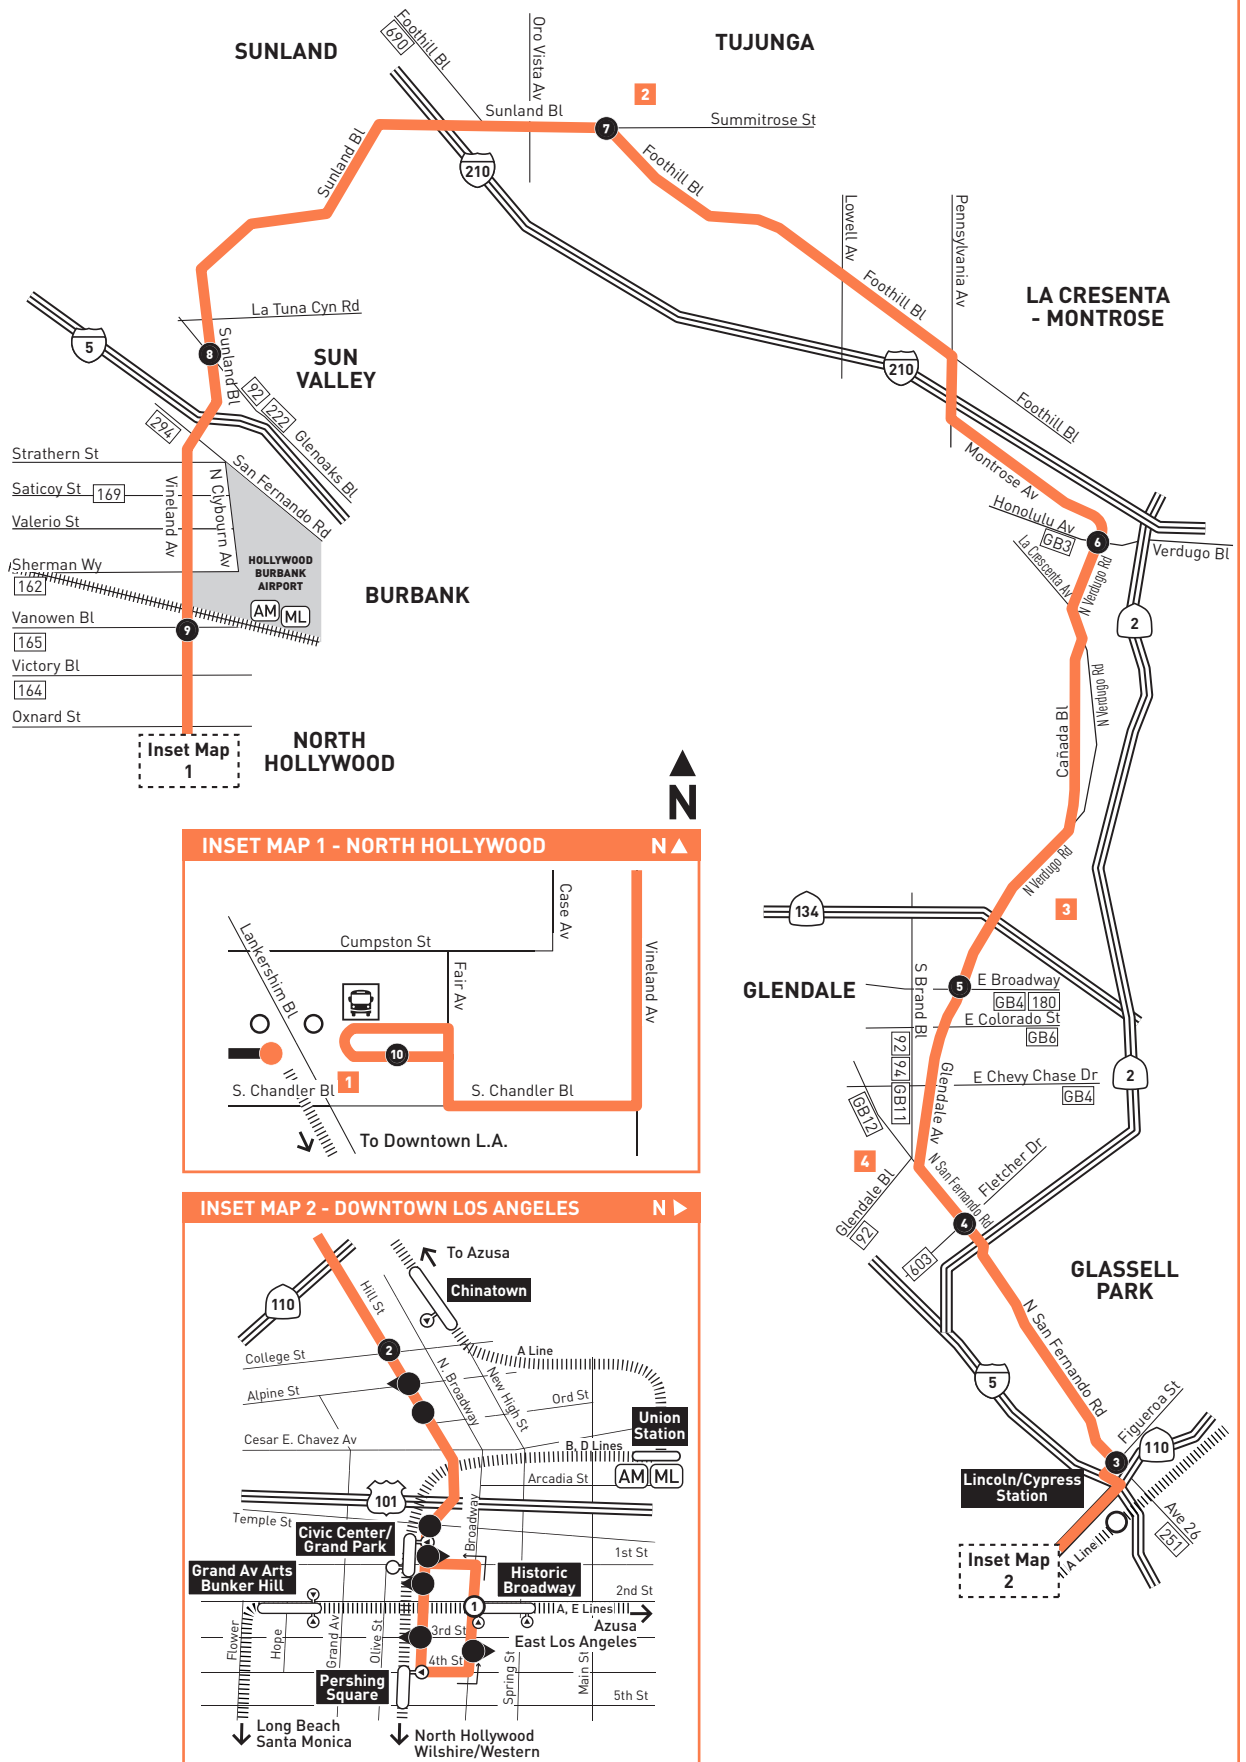 SUNLAND
TUJUNGA
Foothill Bl
690
Oro Vista Av
2
Sunland Bl
7
Summitrose St
Sunland Bl
210
Foothill Bl
Lowell Av
Pennsylvania Av
Foothill Bl
LA CRESENTA
- MONTROSE
La Tuna Cyn Rd
5
8
Sunland Bl
SUN
VALLEY
210
92
222
Glenoaks Bl
Foothill Bl
294
Strathern St
San Fernando Rd
Montrose Av
Saticoy St
169
Vineland Av
N Clybourn Av
Valerio St
Honolulu Av
GB3
6
Verdugo Bl
La Crescenta Av
N Verdugo Rd
Sherman Wy
162
HOLLYWOOD
BURBANK
AIRPORT
AM
ML
BURBANK
Vanowen Bl
9
165
2
Victory Bl
164
N Verdugo Rd
Oxnard St
Cañada Bl
Inset Map
1
NORTH
HOLLYWOOD
N
N Verdugo Rd
INSET MAP 1 - NORTH HOLLYWOOD
N
Case Av
Lankershim Bl
Cumpston St
Fair Av
Vineland Av
10
1
S. Chandler Bl
S. Chandler Bl
To Downtown L.A.
134
3
S Brand Bl
GLENDALE
5
E Broadway
GB4
180
E Colorado St
GB6
92
94
GB11
Glendale Av
E Chevy Chase Dr
GB4
2
GB12
4
N San Fernando Rd
Fletcher Dr
Glendale Bl
92
4
603
GLASSELL
PARK
N San Fernando Rd
5
Figueroa St
110
3
Lincoln/Cypress
Station
Ave 26
251
A Line
Inset Map
2
INSET MAP 2 - DOWNTOWN LOS ANGELES
N
To Azusa
Chinatown
110
Hill St
2
College St
A Line
N. Broadway
New High St
Alpine St
Ord St
Cesar E. Chavez Av
Union
Station
B, D Lines
AM
ML
Arcadia St
101
Temple St
Broadway
Civic Center/
Grand Park
1st St
Grand Av Arts
Bunker Hill
Historic
Broadway
2nd St
1
A, E Lines
Azusa
East Los Angeles
Flower
Hope
Grand Av
Olive St
3rd St
4th St
Spring St
Main St
Pershing
Square
5th St
Long Beach
Santa Monica
North Hollywood
Wilshire/Western